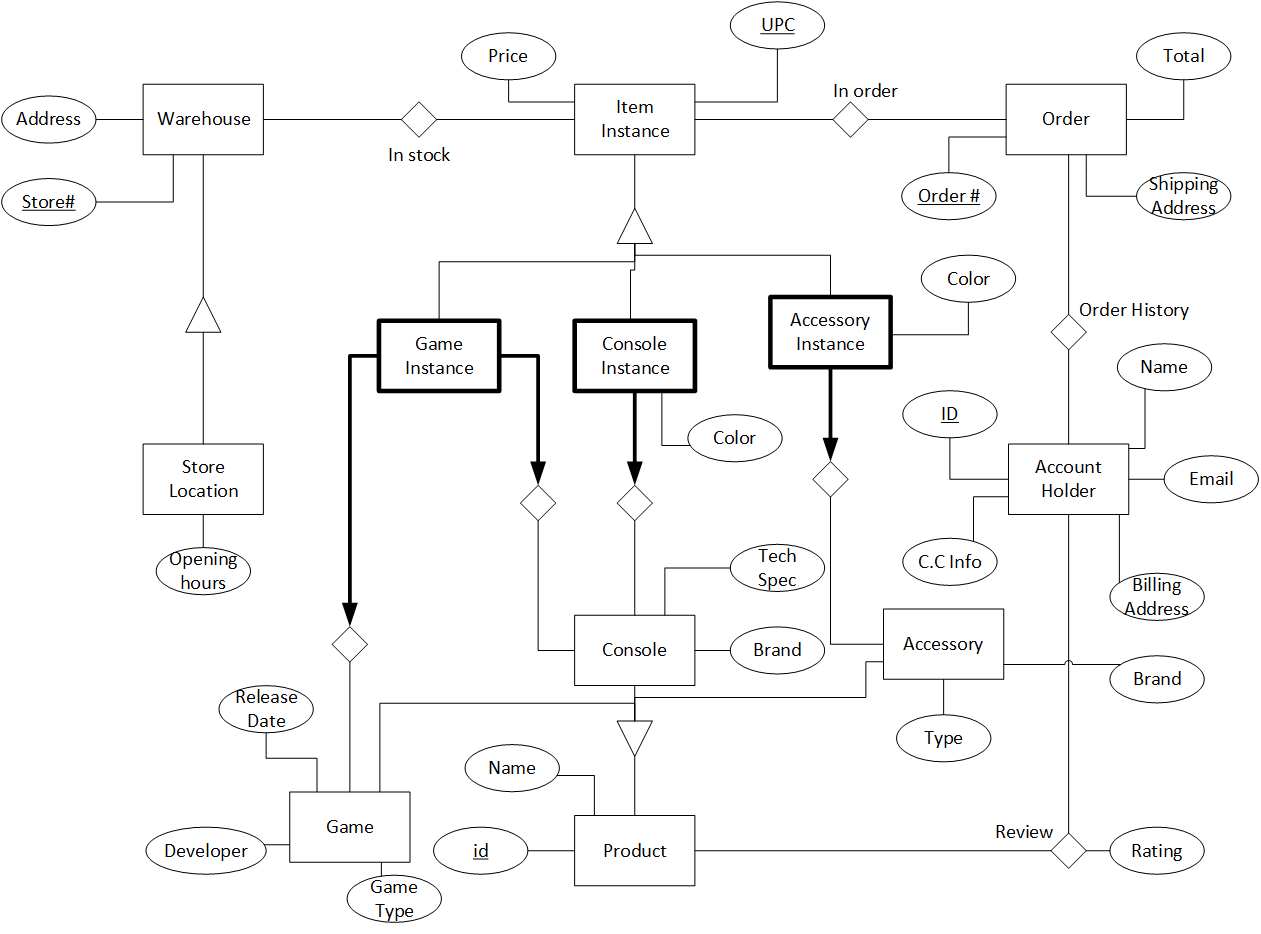 UPC
Price
Total
In order
Address
Warehouse
Item
Instance
Order
In stock
Shipping
Address
Store#
Order #
Color
Game
Instance
Console
Instance
Accessory
Instance
Order History
Name
ID
Color
Store
Location
Account
Holder
Email
Opening
hours
Tech
Spec
C.C Info
Billing
Address
Console
Brand
Accessory
Brand
Release
Date
Type
Name
Game
Developer
id
Product
Review
Rating
Game
Type